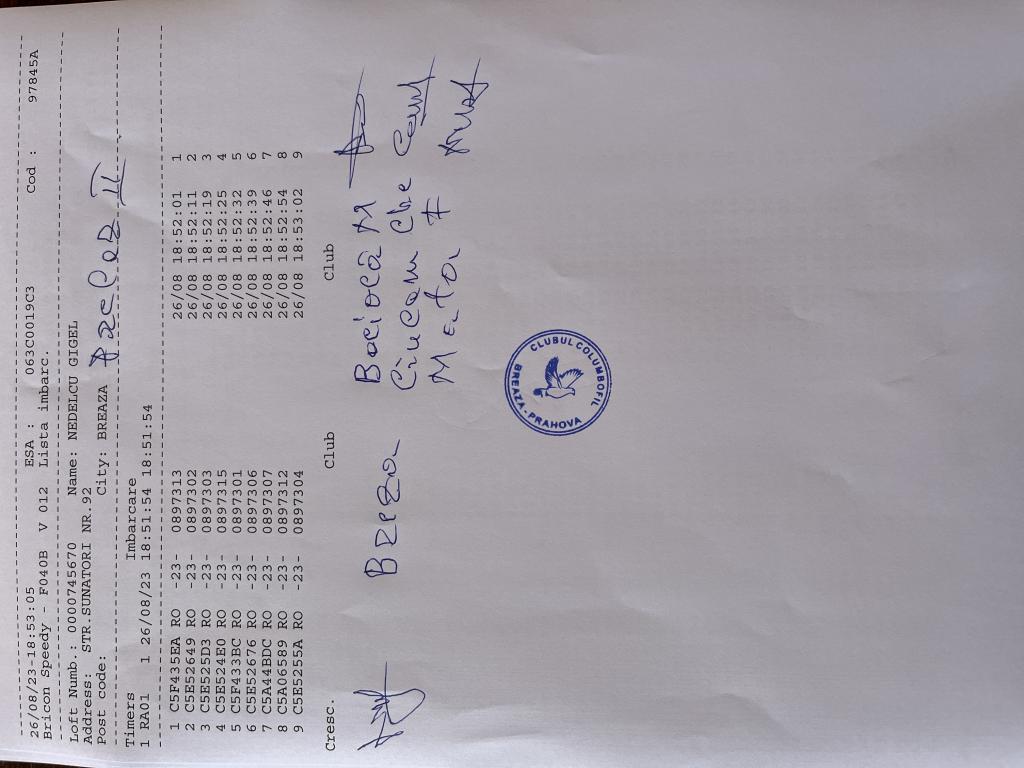 26/08/23-18:53:05 ESA : 063C0019C3 Cod : 97845A
Bricon Speedy - F040B V 012 Lista imbarc.
Loft Numb.: 0000745670 Name: NEDELCU GIGEL
Address: STR.SUNATORI NR.92
Post code: City: BREAZA
II
Timers Imbarcare
1 RA01 1 26/08/23 18:51:54 18:51:54
1 C5F435EA RO -23- 0897313 26/08 18:52:01 1
2 C5E52649 RO -23- 0897302 26/08 18:52:11 2
3 C5E525D3 RO -23- 0897303 26/08 18:52:19 3
4 C5E524E0 RO -23- 0897315 26/08 18:52:25 4
5 C5F433BC RO -23- 0897301 26/08 18:52:32 5
6 C5E52676 RO -23- 0897306 26/08 18:52:39 6
7 C5A44BDC RO -23- 0897307 26/08 18:52:46 7
8 C5A06589 RO -23- 0897312 26/08 18:52:54 8
9 C5E5255A RO -23- 0897304 26/08 18:53:02 9
Cresc. Club Club
CLUBUL COLUMBOFIL
BREAZA-PRAHOVA